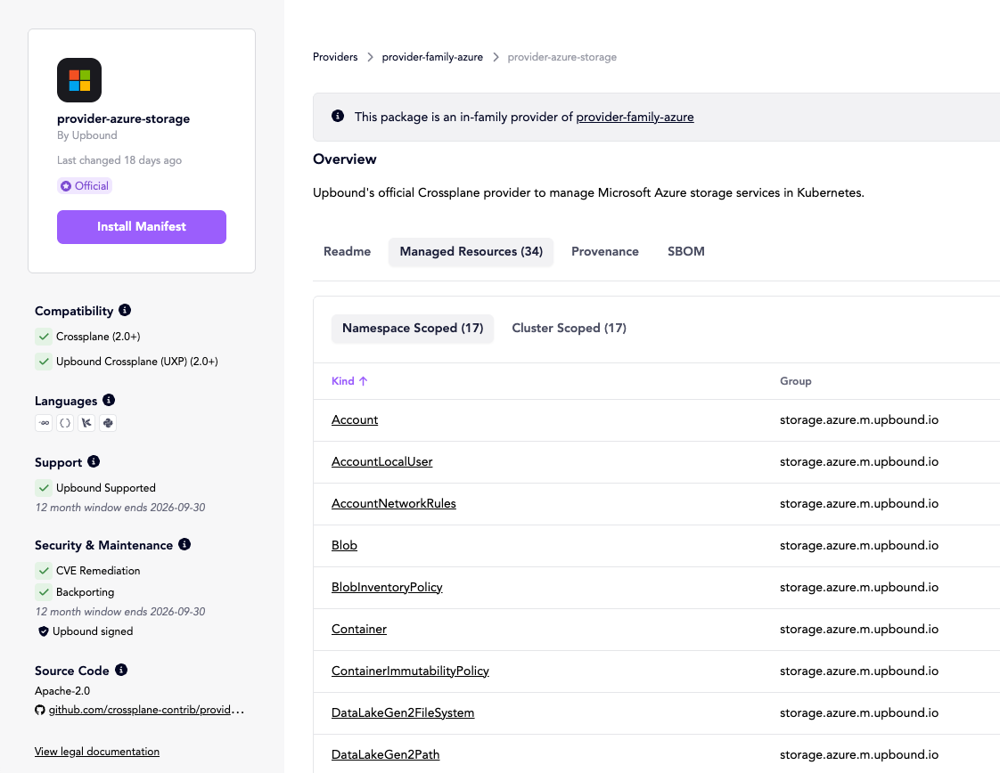 provider-azure-storage
By Upbound
Last changed 18 days ago
Official
Install Manifest
Compatibility
Crossplane (2.0+)
Upbound Crossplane (UXP) (2.0+)
Languages
Support
Upbound Supported
12 month window ends 2026-09-30
Security & Maintenance
CVE Remediation
Backporting
12 month window ends 2026-09-30
Upbound signed
Source Code
Apache-2.0
github.com/crossplane-contrib/provid...
View legal documentation
Providers > provider-family-azure > provider-azure-storage
This package is an in-family provider of provider-family-azure
Overview
Upbound's official Crossplane provider to manage Microsoft Azure storage services in Kubernetes.
Readme Managed Resources (34) Provenance SBOM
Namespace Scoped (17) Cluster Scoped (17)
Kind ↑ Group
Account storage.azure.m.upbound.io
AccountLocalUser storage.azure.m.upbound.io
AccountNetworkRules storage.azure.m.upbound.io
Blob storage.azure.m.upbound.io
BlobInventoryPolicy storage.azure.m.upbound.io
Container storage.azure.m.upbound.io
ContainerImmutabilityPolicy storage.azure.m.upbound.io
DataLakeGen2FileSystem storage.azure.m.upbound.io
DataLakeGen2Path storage.azure.m.upbound.io